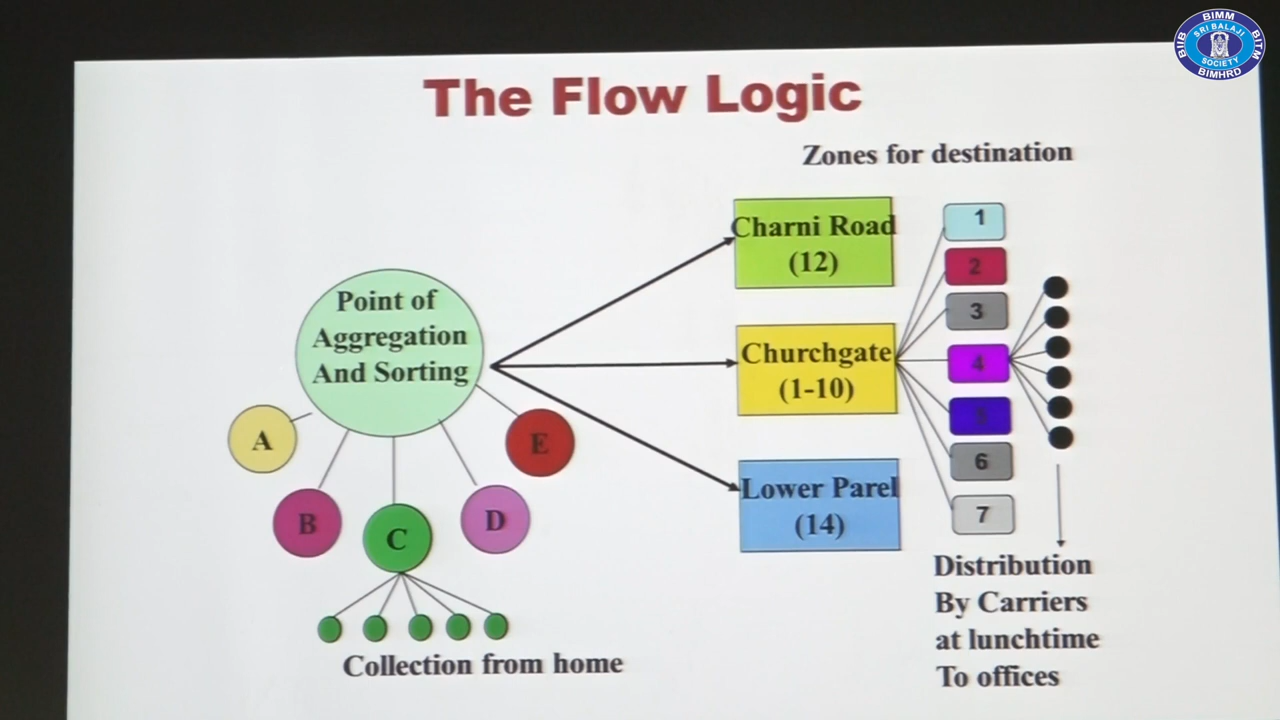 The Flow Logic
Zones for destination
Point of
Aggregation
And Sorting
A
B
C
D
E
Collection from home
Charni Road
(12)
Churchgate
(1-10)
Lower Parel
(14)
1
2
3
4
6
7
Distribution
By Carriers
at lunchtime
To offices
BIMM
BIIB
SRI BALAJI
SOCIETY
BITM
BIMHRD